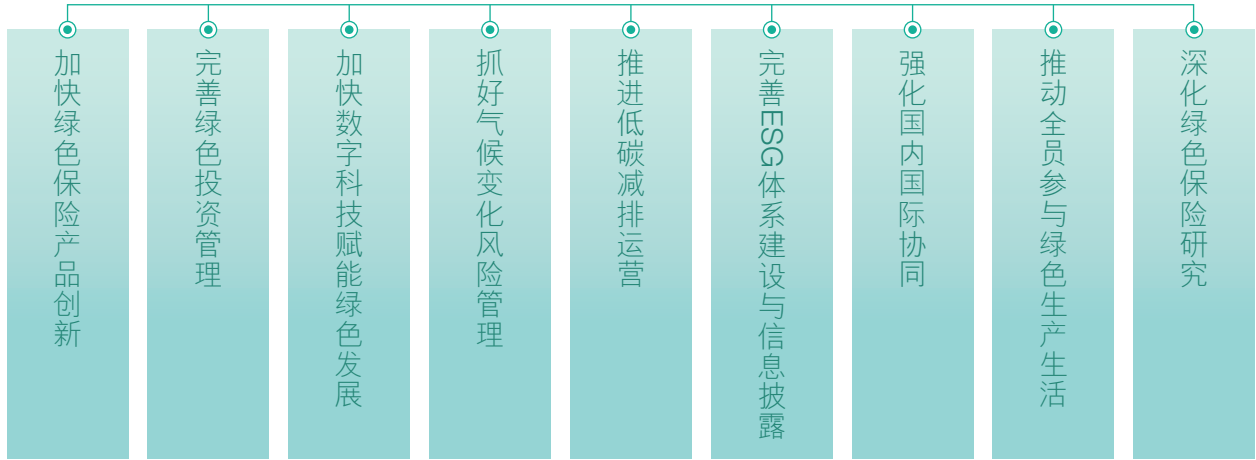 加快绿色保险产品创新
完善绿色投资管理
加快数字科技赋能绿色发展
抓好气候变化风险管理
推进低碳减排运营
完善ESG体系建设与信息披露
强化国内国际协同
推动全员参与绿色生产生活
深化绿色保险研究